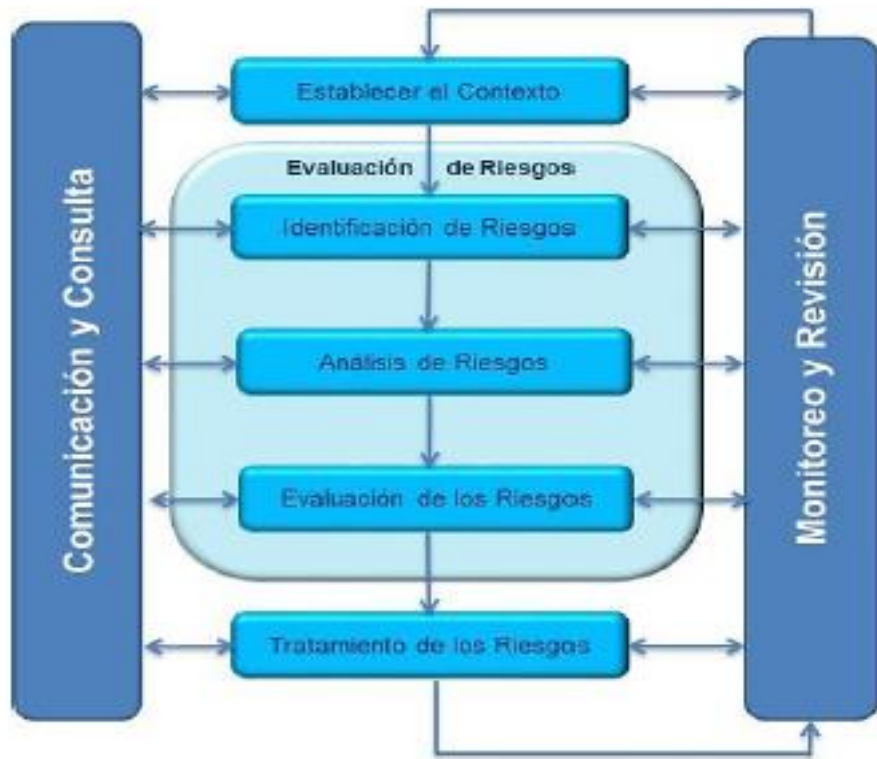 Establecer el Contexto
Evaluación de Riesgos
Identificación de Riesgos
Análisis de Riesgos
Evaluación de los Riesgos
Tratamiento de los Riesgos
Comunicación y Consulta
Monitoreo y Revisión